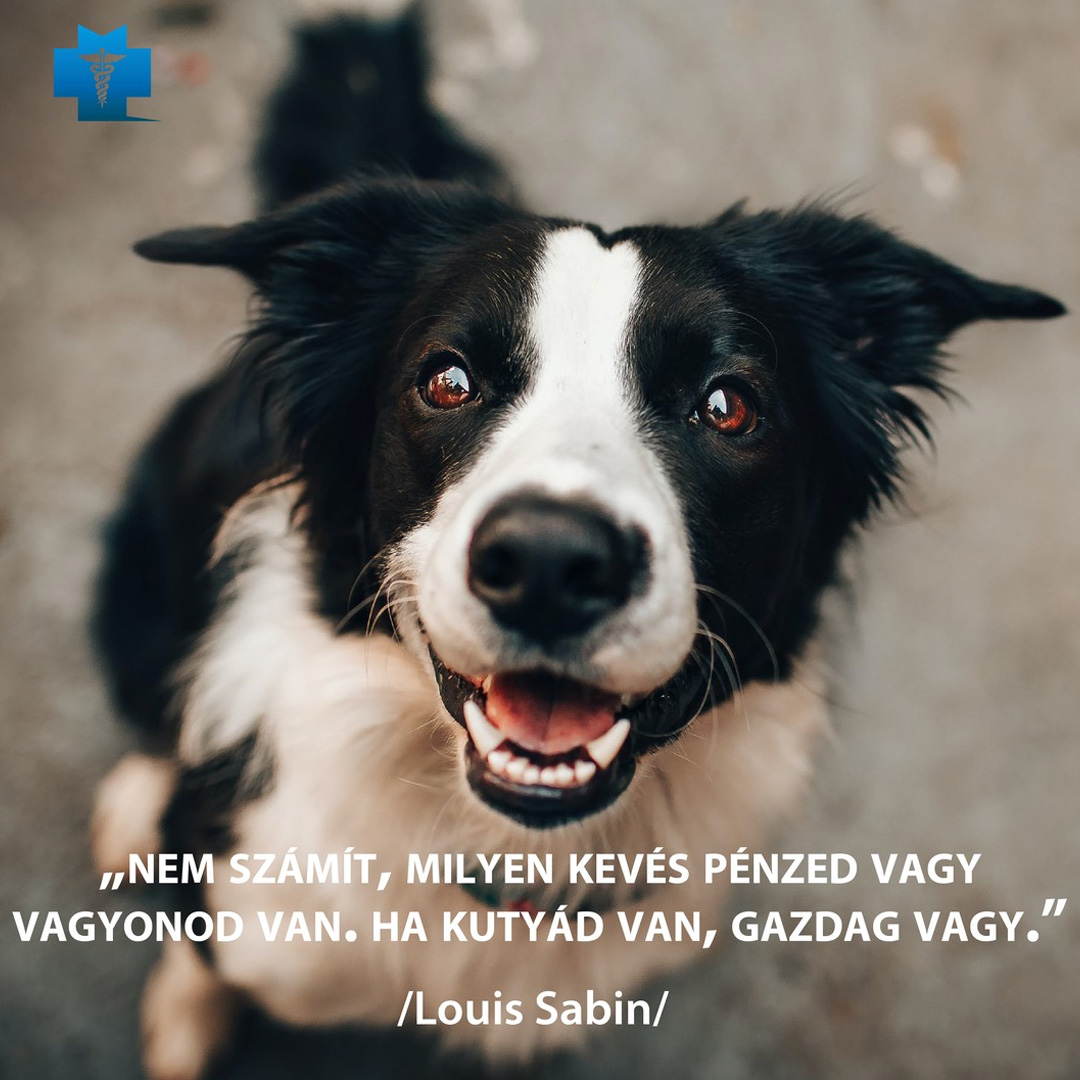 „NEM SZÁMÍT, MILYEN KEVÉS PÉNZED VAGY
VAGYONOD VAN. HA KUTYÁD VAN, GAZDAG VAGY.”
/Louis Sabin/